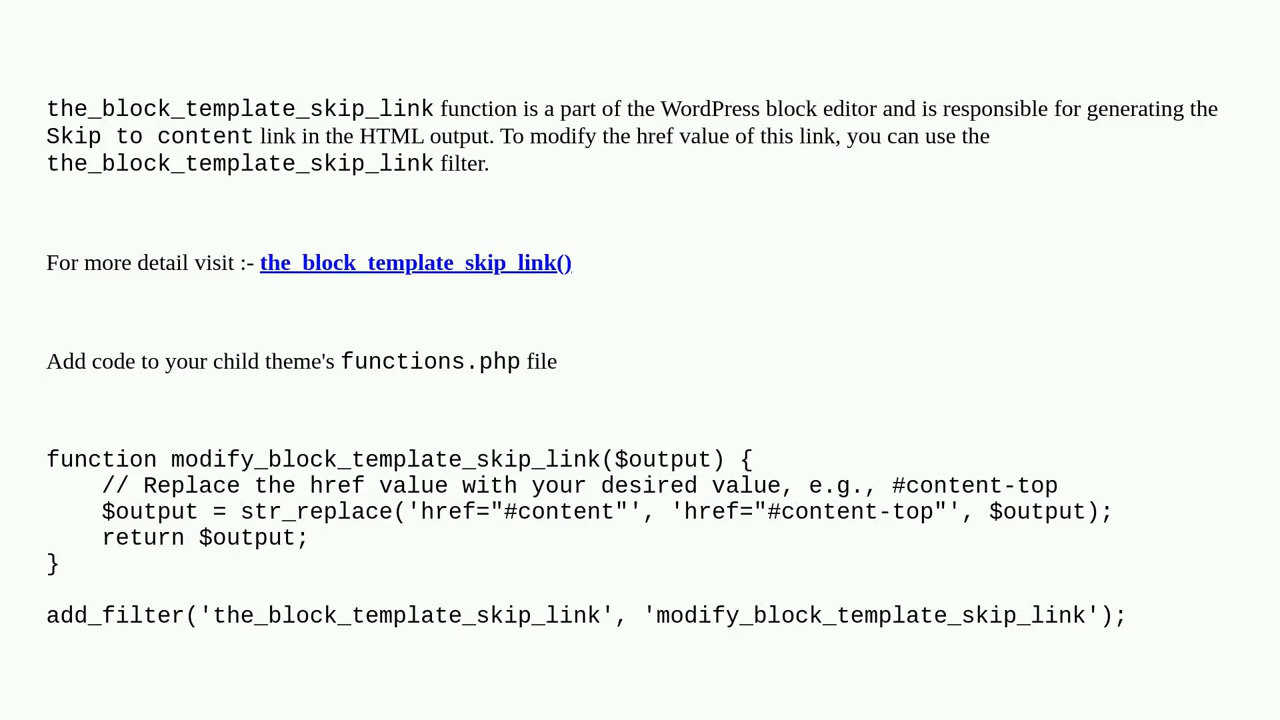 the_block_template_skip_link function is a part of the WordPress block editor and is responsible for generating the
Skip to content link in the HTML output. To modify the href value of this link, you can use the
the_block_template_skip_link filter.
For more detail visit :- the_block_template_skip_link()
Add code to your child theme's functions.php file
function modify_block_template_skip_link($output) {
    // Replace the href value with your desired value, e.g., #content-top
    $output = str_replace('href="#content"', 'href="#content-top"', $output);
    return $output;
}
add_filter('the_block_template_skip_link', 'modify_block_template_skip_link');